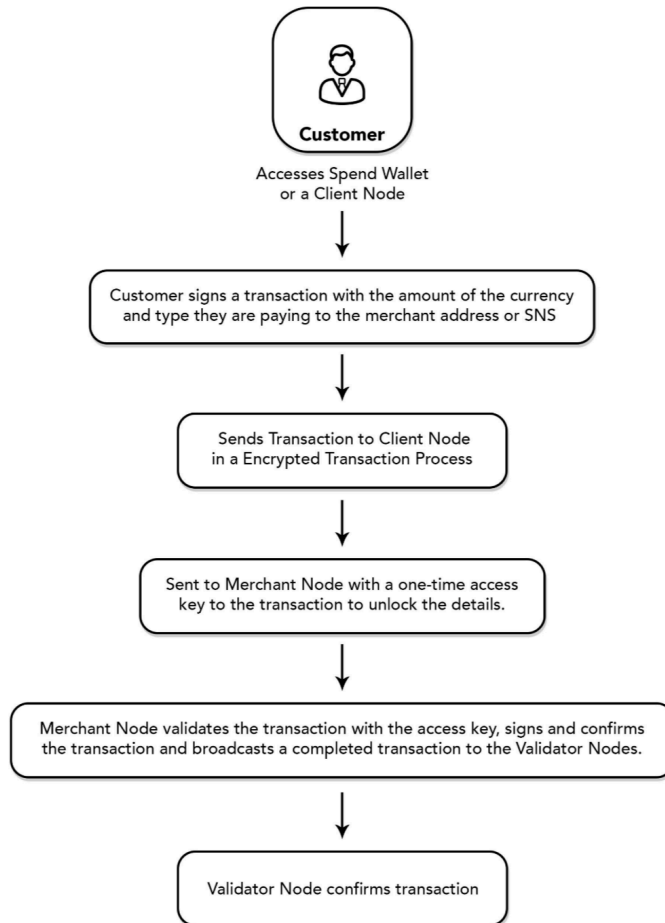 Customer
Accesses Spend Wallet
or a Client Node
Customer signs a transaction with the amount of the currency
and type they are paying to the merchant address or SNS
Sends Transaction to Client Node
in a Encrypted Transaction Process
Sent to Merchant Node with a one-time access
key to the transaction to unlock the details.
Merchant Node validates the transaction with the access key, signs and confirms
the transaction and broadcasts a completed transaction to the Validator Nodes.
Validator Node confirms transaction